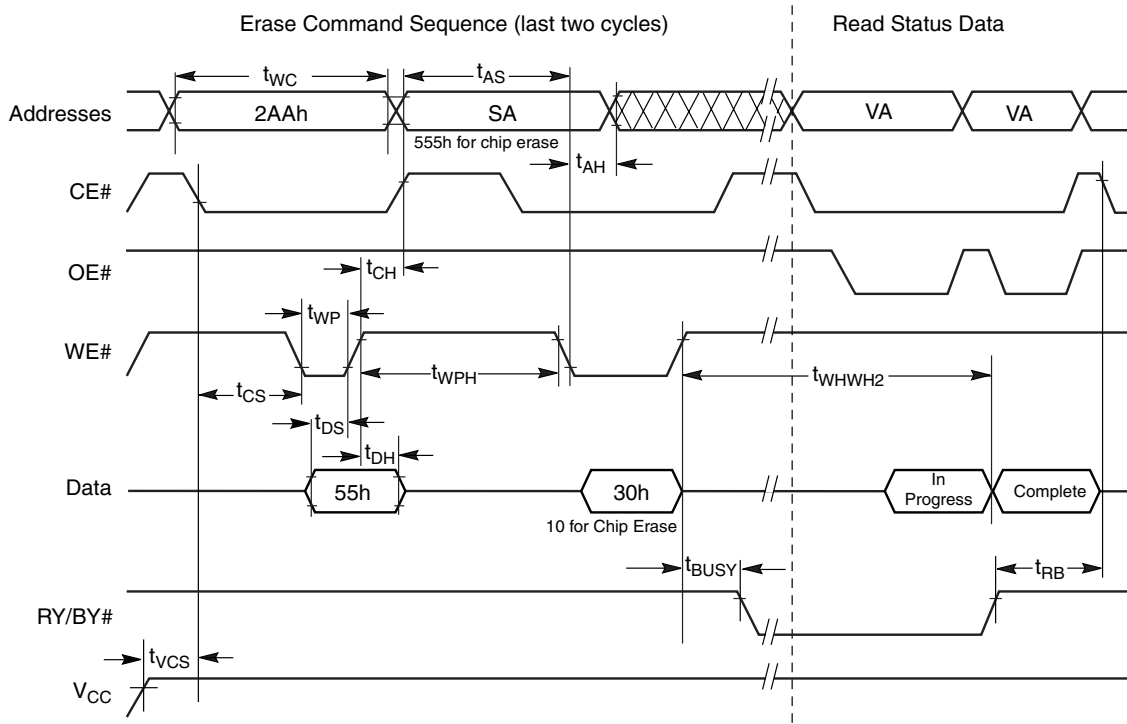 Erase Command Sequence (last two cycles)
Read Status Data
tWC
tAS
Addresses
2AAh
SA
VA
VA
555h for chip erase
tAH
CE#
OE#
tCH
tWP
WE#
tWPH
tWHWH2
tCS
tDS
tDH
Data
55h
30h
In
Progress
Complete
10 for Chip Erase
tBUSY
tRB
RY/BY#
tVCS
VCC